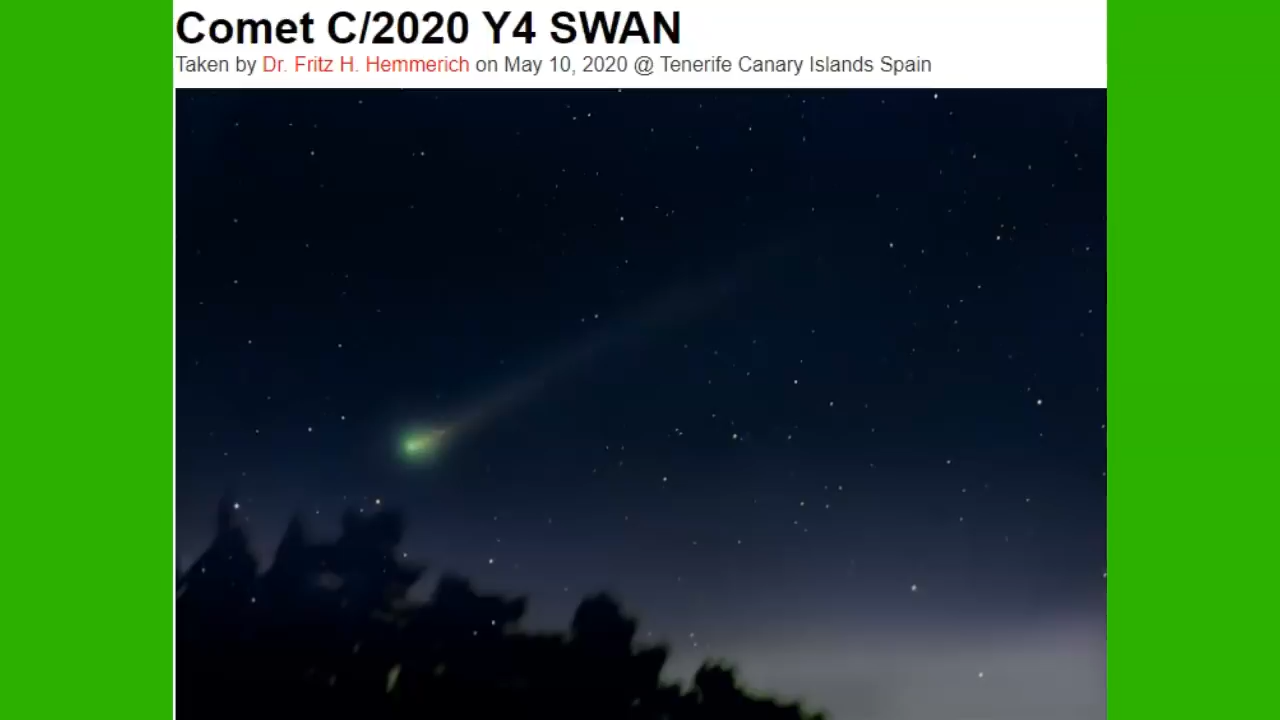 Comet C/2020 Y4 SWAN
Taken by Dr. Fritz H. Hemmerich on May 10, 2020 @ Tenerife Canary Islands Spain